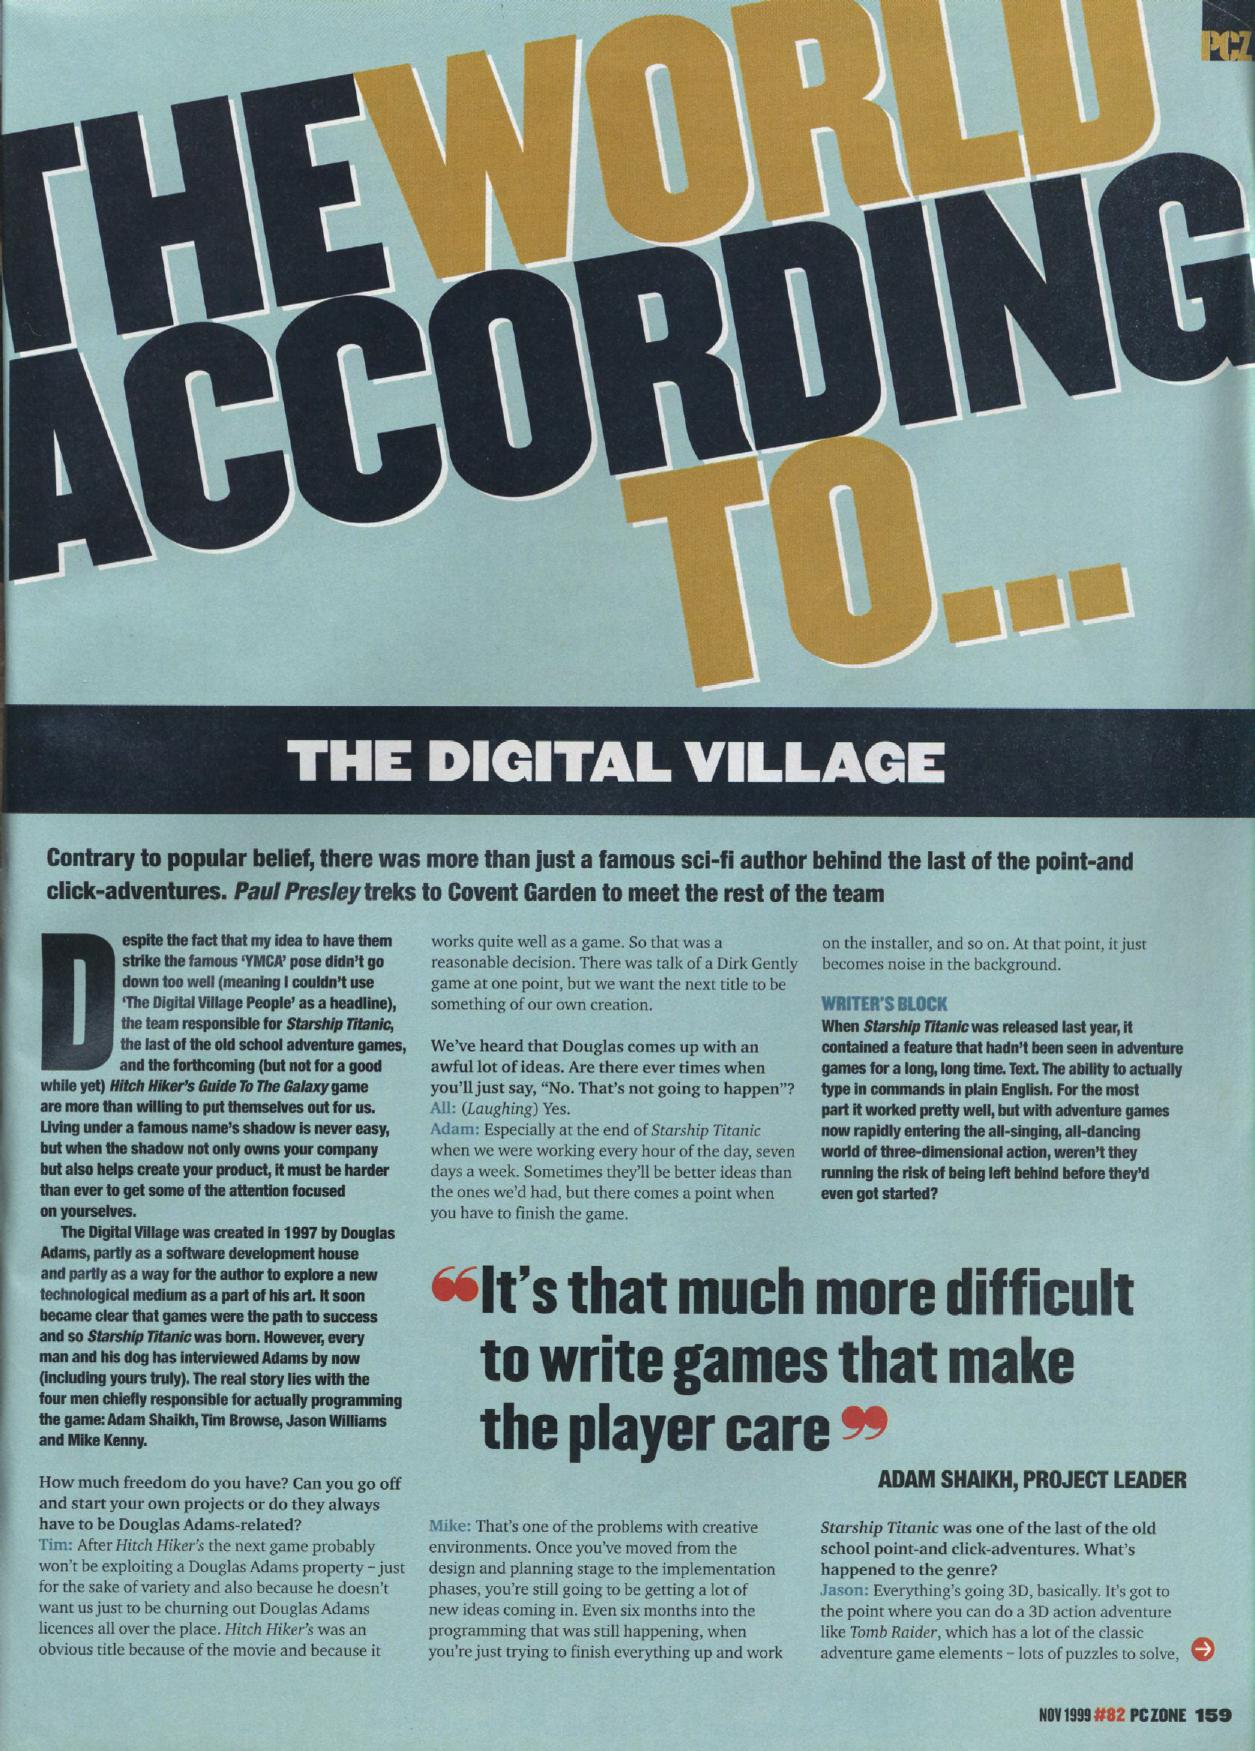 PCZ
THE WORLD
ACCORDING
TO...
THE DIGITAL VILLAGE
Contrary to popular belief, there was more than just a famous sci-fi author behind the last of the point-and
click-adventures. Paul Presley treks to Covent Garden to meet the rest of the team
Despite the fact that my idea to have them
strike the famous ‘YMCA’ pose didn’t go
down too well (meaning I couldn’t use
‘The Digital Village People’ as a headline),
the team responsible for Starship Titanic,
the last of the old school adventure games,
and the forthcoming (but not for a good
while yet) Hitch Hiker’s Guide To The Galaxy game
are more than willing to put themselves out for us.
Living under a famous name’s shadow is never easy,
but when the shadow not only owns your company
but also helps create your product, it must be harder
than ever to get some of the attention focused
on yourselves.
The Digital Village was created in 1997 by Douglas
Adams, partly as a software development house
and partly as a way for the author to explore a new
technological medium as a part of his art. It soon
became clear that games were the path to success
and so Starship Titanic was born. However, every
man and his dog has interviewed Adams by now
(including yours truly). The real story lies with the
four men chiefly responsible for actually programming
the game: Adam Shaikh, Tim Browse, Jason Williams
and Mike Kenny.
How much freedom do you have? Can you go off
and start your own projects or do they always
have to be Douglas Adams-related?
Tim: After Hitch Hiker’s the next game probably
won’t be exploiting a Douglas Adams property – just
for the sake of variety and also because he doesn’t
want us just to be churning out Douglas Adams
licences all over the place. Hitch Hiker’s was an
obvious title because of the movie and because it
works quite well as a game. So that was a
reasonable decision. There was talk of a Dirk Gently
game at one point, but we want the next title to be
something of our own creation.
We’ve heard that Douglas comes up with an
awful lot of ideas. Are there ever times when
you’ll just say, “No. That’s not going to happen”?
All: (Laughing) Yes.
Adam: Especially at the end of Starship Titanic
when we were working every hour of the day, seven
days a week. Sometimes they’ll be better ideas than
the ones we’d had, but there comes a point when
you have to finish the game.
“It’s that much more difficult
to write games that make
the player care”
ADAM SHAIKH, PROJECT LEADER
Mike: That’s one of the problems with creative
environments. Once you’ve moved from the
design and planning stage to the implementation
phases, you’re still going to be getting a lot of
new ideas coming in. Even six months into the
programming that was still happening, when
you’re just trying to finish everything up and work
on the installer, and so on. At that point, it just
becomes noise in the background.
WRITER’S BLOCK
When Starship Titanic was released last year, it
contained a feature that hadn’t been seen in adventure
games for a long, long time. Text. The ability to actually
type in commands in plain English. For the most
part it worked pretty well, but with adventure games
now rapidly entering the all-singing, all-dancing
world of three-dimensional action, weren’t they
running the risk of being left behind before they’d
even got started?
Starship Titanic was one of the last of the old
school point-and click-adventures. What’s
happened to the genre?
Jason: Everything’s going 3D, basically. It’s got to
the point where you can do a 3D action adventure
like Tomb Raider, which has a lot of the classic
adventure game elements – lots of puzzles to solve,
NOV 1999 #82 PC ZONE 159